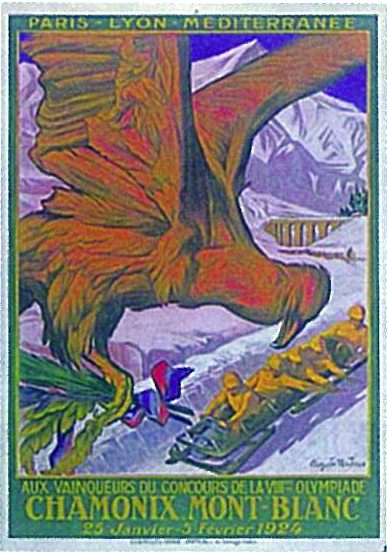 PARIS - LYON - MEDITERRANEE
AUX VAINQUEURS DU CONCOURS DE LA VIIIme OLYMPIADE
CHAMONIX MONT-BLANC
25 Janvier-5 Février 1924